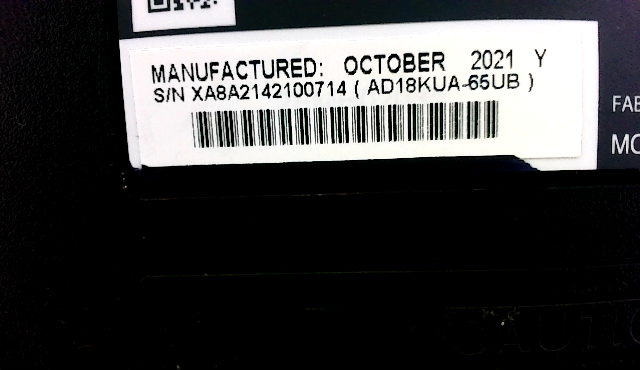 MANUFACTURED: OCTOBER 2021 Y
S/N XA8A2142100714 ( AD18KUA-65UB )